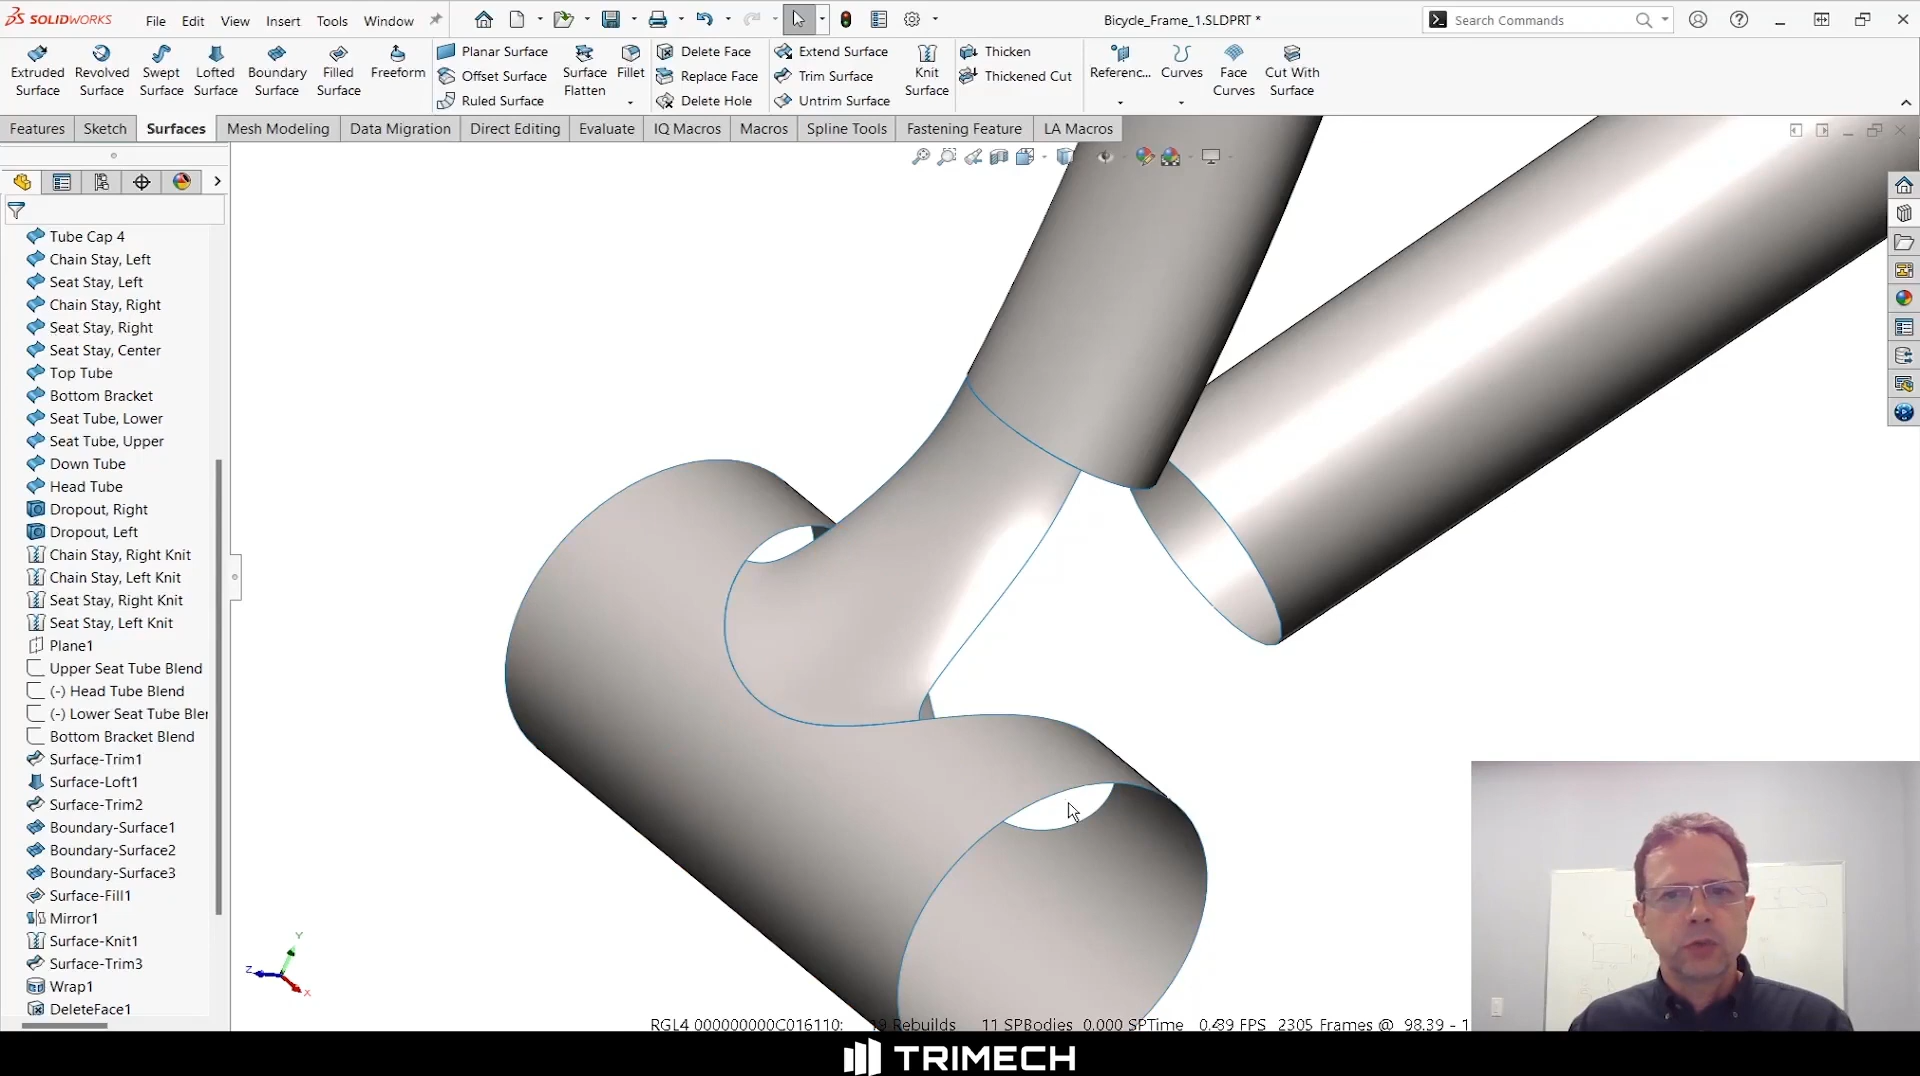 SOLIDWORKS File Edit View Insert Tools Window Bicycle_Frame_1.SLDPRT * Search Commands
Extruded Surface
Revolved Surface
Swept Surface
Lofted Surface
Boundary Surface
Filled Surface
Freeform
Planar Surface
Offset Surface
Ruled Surface
Surface Flatten
Fillet
Delete Face
Replace Face
Delete Hole
Extend Surface
Trim Surface
Untrim Surface
Knit Surface
Thicken
Thickened Cut
Referenc...
Curves
Face Curves
Cut With Surface
Features Sketch Surfaces Mesh Modeling Data Migration Direct Editing Evaluate IQ Macros Macros Spline Tools Fastening Feature LA Macros
Tube Cap 4
Chain Stay, Left
Seat Stay, Left
Chain Stay, Right
Seat Stay, Right
Seat Stay, Center
Top Tube
Bottom Bracket
Seat Tube, Lower
Seat Tube, Upper
Down Tube
Head Tube
Dropout, Right
Dropout, Left
Chain Stay, Right Knit
Chain Stay, Left Knit
Seat Stay, Right Knit
Seat Stay, Left Knit
Plane1
Upper Seat Tube Blend
(-) Head Tube Blend
(-) Lower Seat Tube Bler
Bottom Bracket Blend
Surface-Trim1
Surface-Loft1
Surface-Trim2
Boundary-Surface1
Boundary-Surface2
Boundary-Surface3
Surface-Fill1
Mirror1
Surface-Knit1
Surface-Trim3
Wrap1
DeleteFace1
Y
Z
X
RGL4 000000000C016110: 9 Rebuilds 11 SPBodies 0.000 SPTime FPS 2305 Frames @ 98.39 - 1
TRIMECH